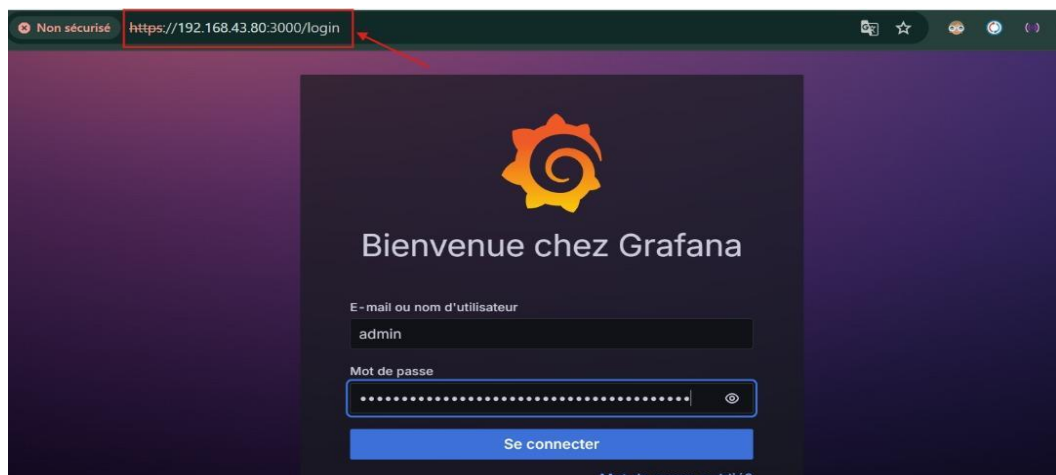 Non sécurisé https://192.168.43.80:3000/login
Bienvenue chez Grafana
E-mail ou nom d'utilisateur
admin
Mot de passe
Se connecter